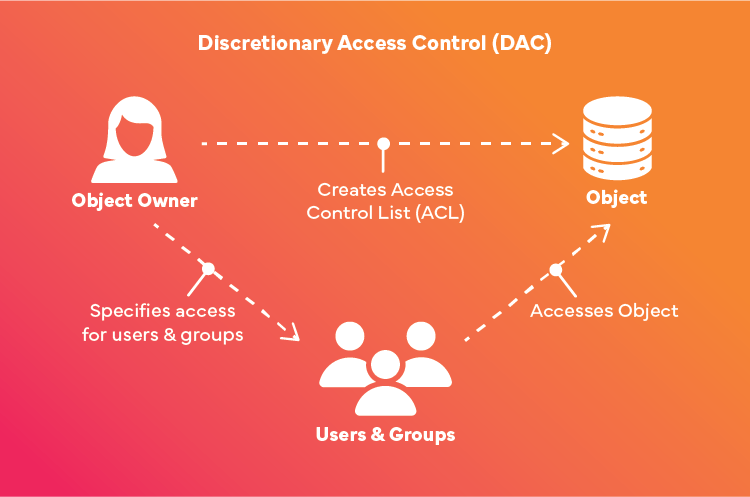 Discretionary Access Control (DAC)
Object Owner
Creates Access
Control List (ACL)
Object
Specifies access
for users & groups
Accesses Object
Users & Groups